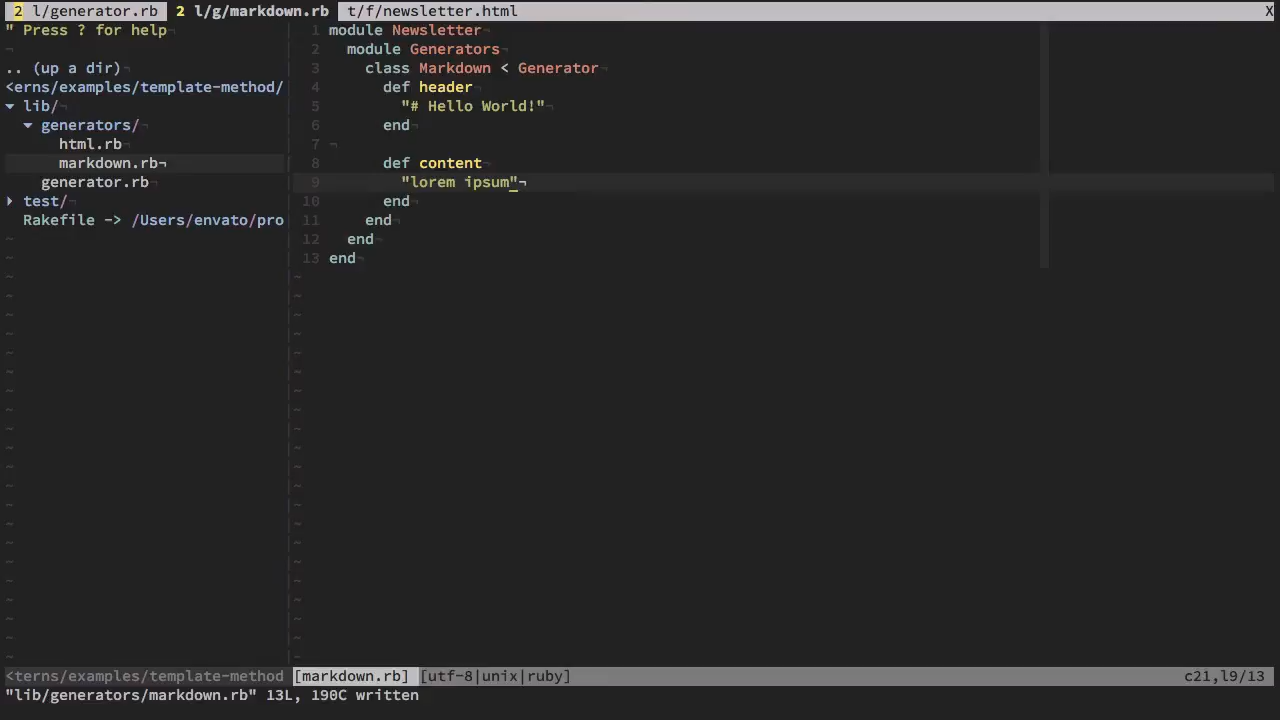 2 l/generator.rb 2 l/g/markdown.rb t/f/newsletter.html X
" Press ? for help¬
¬
.. (up a dir)¬
<erns/examples/template-method/
▼ lib/¬
▼ generators/¬
html.rb¬
markdown.rb¬
generator.rb¬
▸ test/¬
Rakefile -> /Users/envato/pro
1 module Newsletter¬
2 module Generators¬
3 class Markdown < Generator¬
4 def header¬
5 "# Hello World!"¬
6 end¬
7 ¬
8 def content¬
9 "lorem ipsum"¬
10 end¬
11 end¬
12 end¬
13 end¬
<terns/examples/template-method [markdown.rb] [utf-8|unix|ruby] c21,l9/13
"lib/generators/markdown.rb" 13L, 190C written